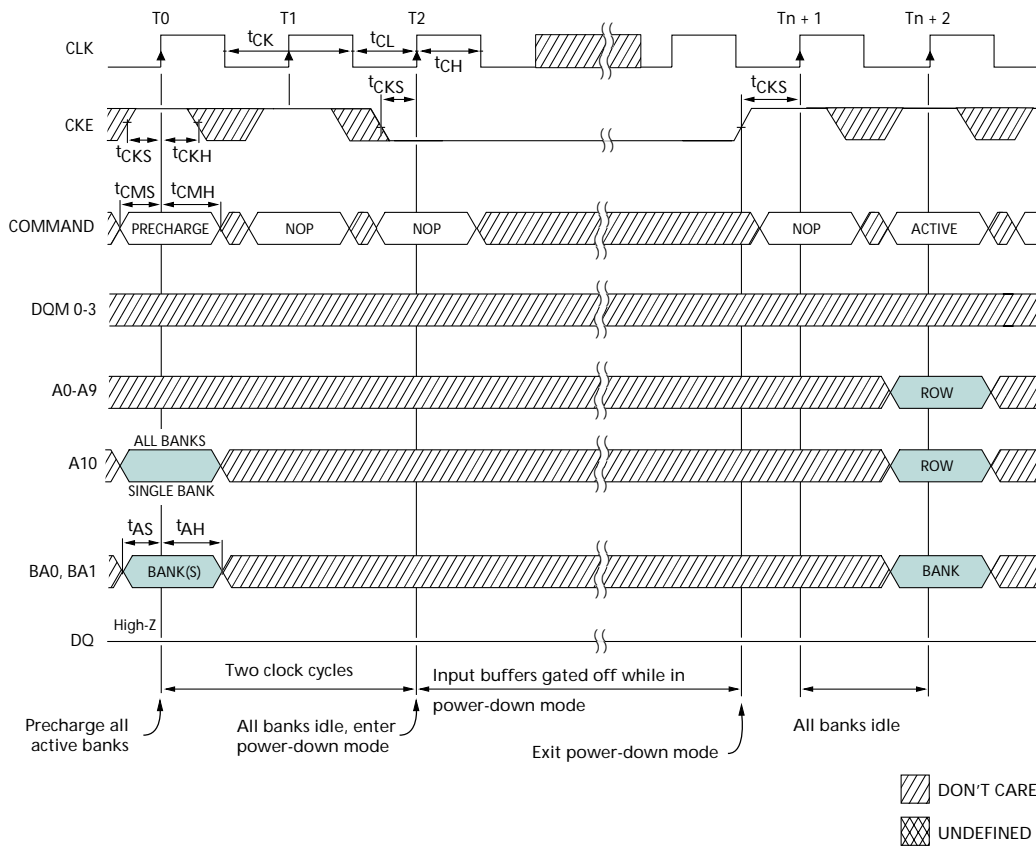 T0 T1 T2 Tn + 1 Tn + 2
CLK
tCK tCL tCH
tCKS tCKS
CKE
tCKS tCKH
tCMS tCMH
COMMAND PRECHARGE NOP NOP NOP ACTIVE
DQM 0-3
A0-A9 ROW
ALL BANKS
A10 ROW
SINGLE BANK
tAS tAH
BA0, BA1 BANK(S) BANK
High-Z
DQ
Two clock cycles
Input buffers gated off while in
power-down mode
Precharge all
active banks
All banks idle, enter
power-down mode
Exit power-down mode
All banks idle
DON'T CARE
UNDEFINED